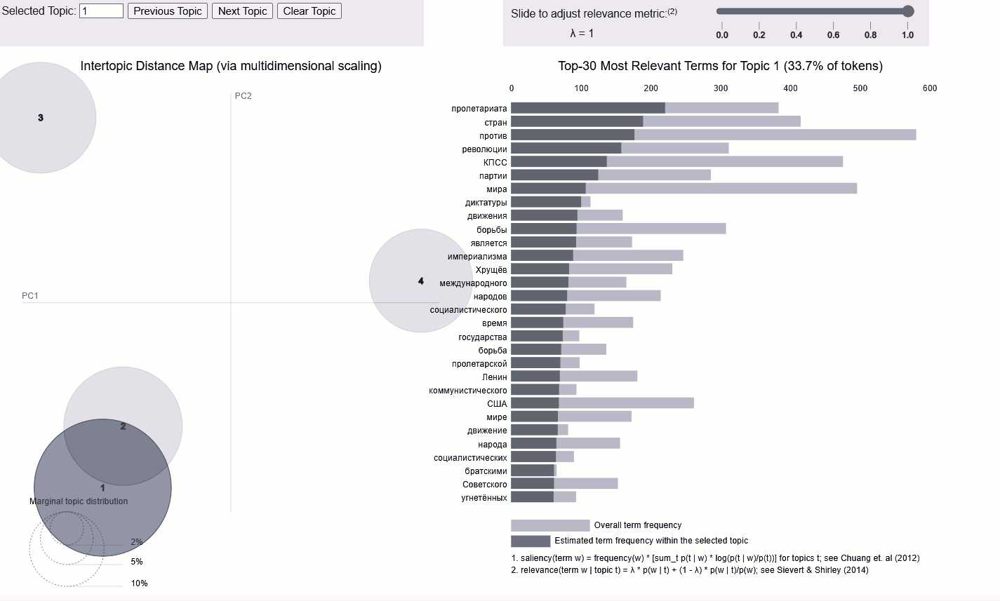 Selected Topic: 1 Previous Topic Next Topic Clear Topic
Slide to adjust relevance metric:(2)
λ = 1
0.0 0.2 0.4 0.6 0.8 1.0
Intertopic Distance Map (via multidimensional scaling)
PC2
PC1
3
4
2
1
Marginal topic distribution
2%
5%
10%
Top-30 Most Relevant Terms for Topic 1 (33.7% of tokens)
0 100 200 300 400 500 600
пролетариата
стран
против
революции
КПСС
партии
мира
диктатуры
движения
борьбы
является
империализма
Хрущёв
международного
народов
социалистического
время
государства
борьба
пролетарской
Ленин
коммунистического
США
мире
движение
народа
социалистических
братскими
Советского
угнетённых
Overall term frequency
Estimated term frequency within the selected topic
1. saliency(term w) = frequency(w) * [sum_t p(t | w) * log(p(t | w)/p(t))] for topics t; see Chuang et. al (2012)
2. relevance(term w | topic t) = λ * p(w | t) + (1 - λ) * p(w | t)/p(w); see Sievert & Shirley (2014)